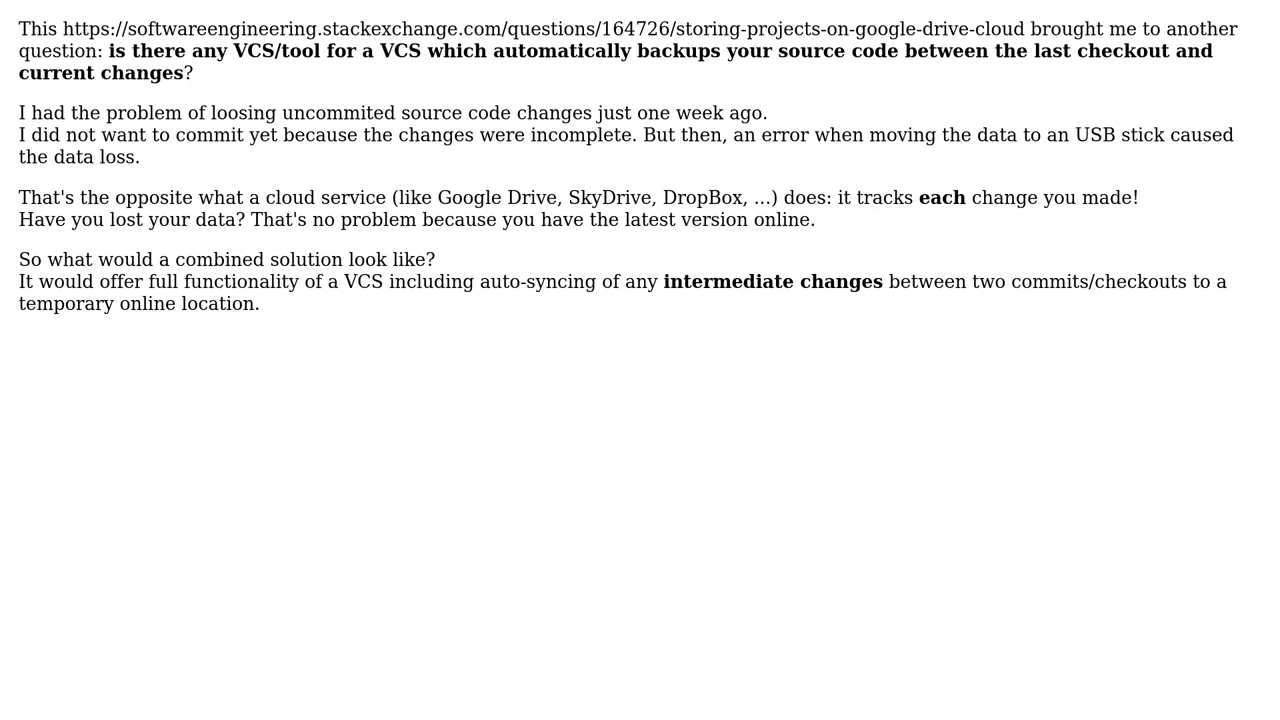 This https://softwareengineering.stackexchange.com/questions/164726/storing-projects-on-google-drive-cloud brought me to another
question: is there any VCS/tool for a VCS which automatically backups your source code between the last checkout and
current changes?
I had the problem of loosing uncommited source code changes just one week ago.
I did not want to commit yet because the changes were incomplete. But then, an error when moving the data to an USB stick caused
the data loss.
That's the opposite what a cloud service (like Google Drive, SkyDrive, DropBox, ...) does: it tracks each change you made!
Have you lost your data? That's no problem because you have the latest version online.
So what would a combined solution look like?
It would offer full functionality of a VCS including auto-syncing of any intermediate changes between two commits/checkouts to a
temporary online location.